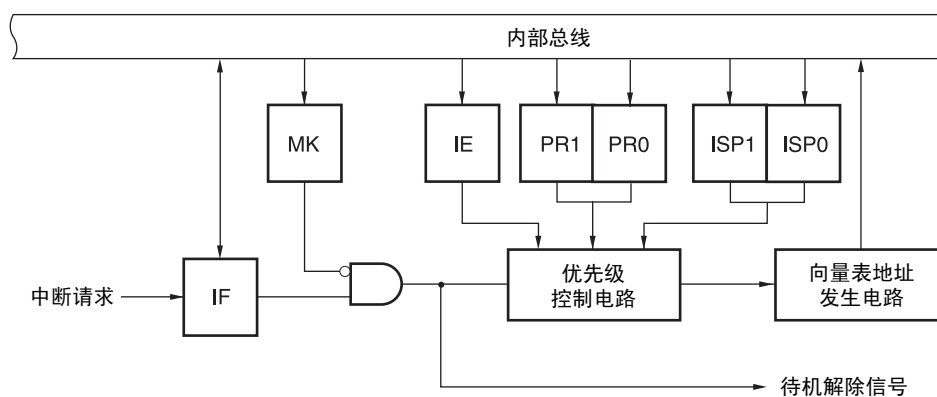 内部总线
MK
IE
PR1
PR0
ISP1
ISP0
中断请求
IF
优先级
控制电路
向量表地址
发生电路
待机解除信号